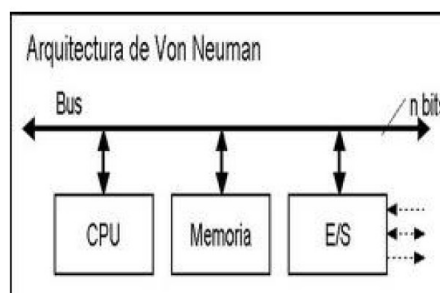 Arquitectura de Von Neuman
Bus
n bits
CPU
Memoria
E/S